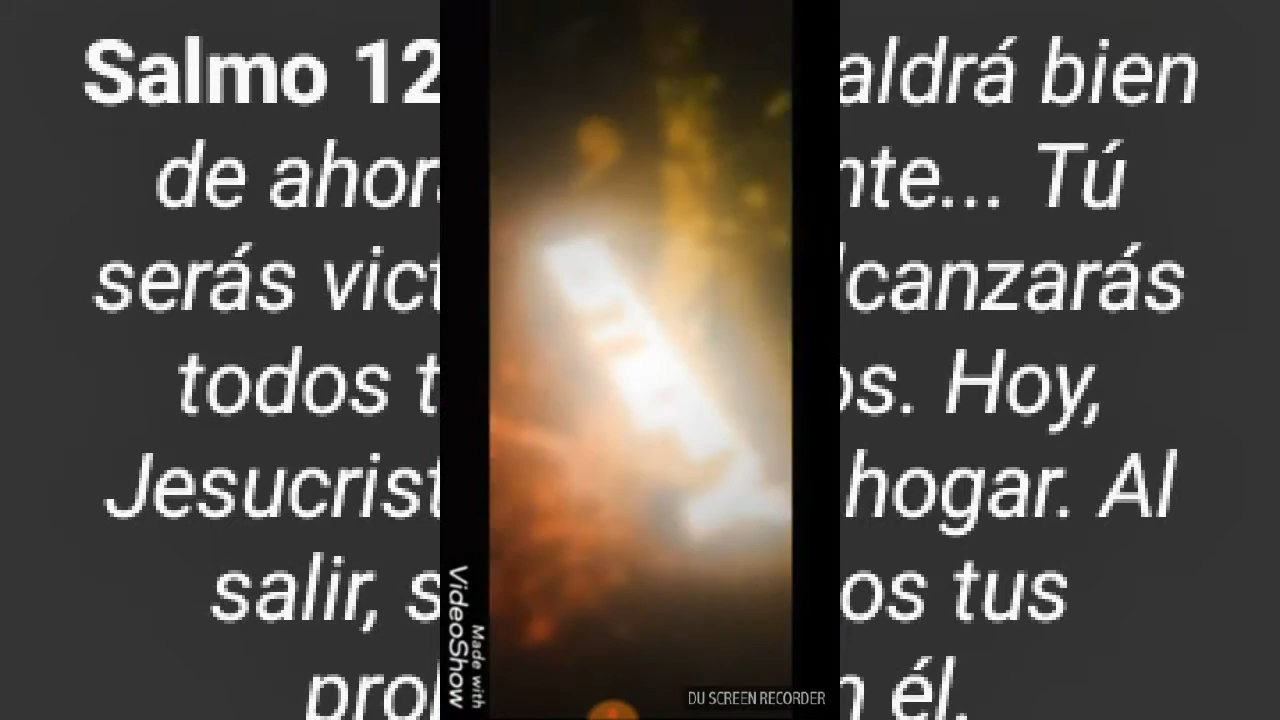 Salmo 12 aldrá bien
de ahor nte... Tú
serás vict lcanzarás
todos t os. Hoy,
Jesucrist hogar. Al
salir, s os tus
pro n él.
Made with
VideoShow
DU SCREEN RECORDER